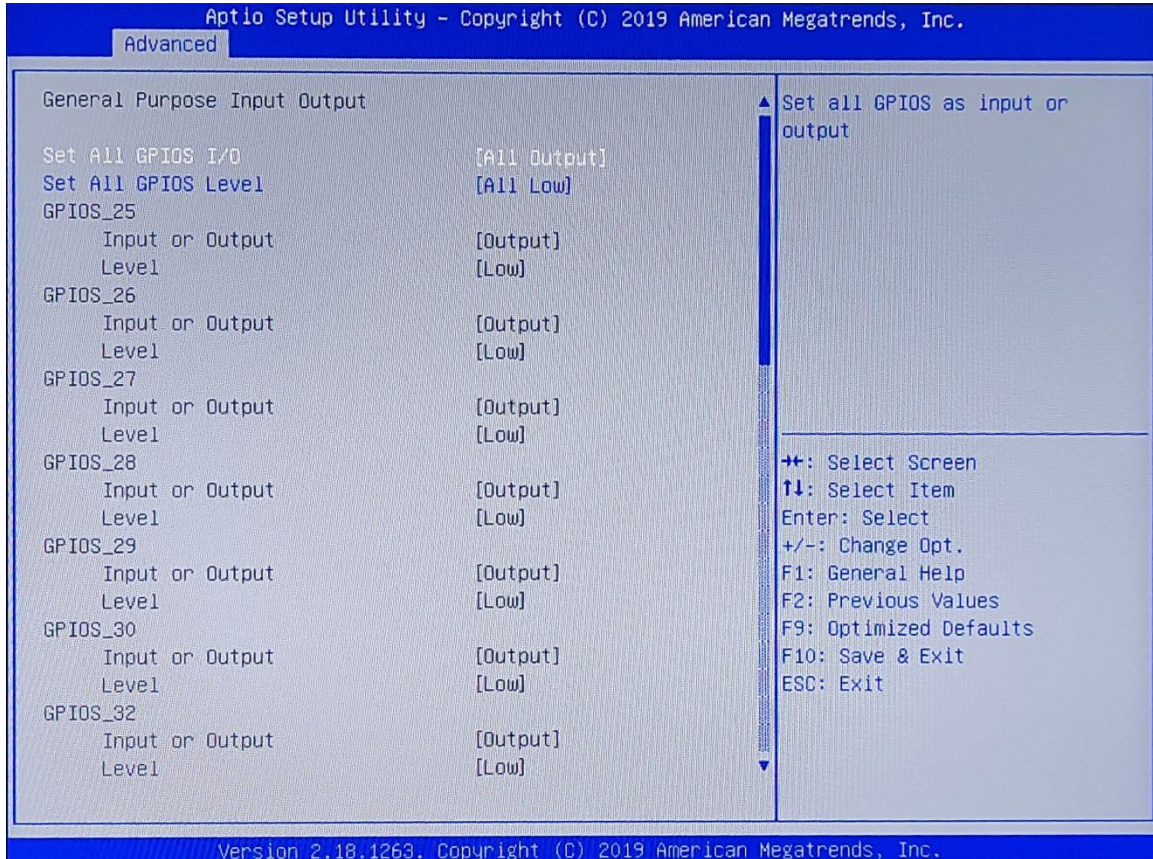 Aptio Setup Utility – Copyright (C) 2019 American Megatrends, Inc.
Advanced
General Purpose Input Output
Set All GPIOS I/O [All Output]
Set All GPIOS Level [All Low]
GPIOS_25
Input or Output [Output]
Level [Low]
GPIOS_26
Input or Output [Output]
Level [Low]
GPIOS_27
Input or Output [Output]
Level [Low]
GPIOS_28
Input or Output [Output]
Level [Low]
GPIOS_29
Input or Output [Output]
Level [Low]
GPIOS_30
Input or Output [Output]
Level [Low]
GPIOS_32
Input or Output [Output]
Level [Low]
Set all GPIOS as input or
output
→←: Select Screen
↑↓: Select Item
Enter: Select
+/-: Change Opt.
F1: General Help
F2: Previous Values
F9: Optimized Defaults
F10: Save & Exit
ESC: Exit
Version 2.18.1263. Copyright (C) 2019 American Megatrends, Inc.